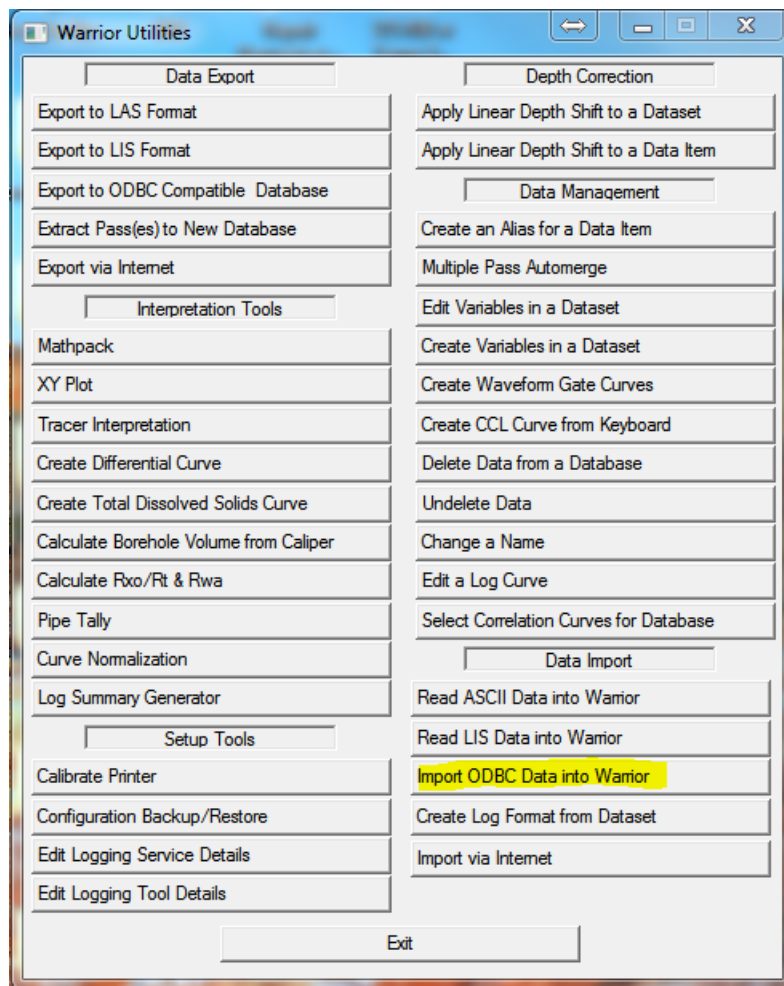 Warrior Utilities
Data Export
Export to LAS Format
Export to LIS Format
Export to ODBC Compatible Database
Extract Pass(es) to New Database
Export via Internet
Interpretation Tools
Mathpack
XY Plot
Tracer Interpretation
Create Differential Curve
Create Total Dissolved Solids Curve
Calculate Borehole Volume from Caliper
Calculate Rxo/Rt & Rwa
Pipe Tally
Curve Normalization
Log Summary Generator
Setup Tools
Calibrate Printer
Configuration Backup/Restore
Edit Logging Service Details
Edit Logging Tool Details
Depth Correction
Apply Linear Depth Shift to a Dataset
Apply Linear Depth Shift to a Data Item
Data Management
Create an Alias for a Data Item
Multiple Pass Automerge
Edit Variables in a Dataset
Create Variables in a Dataset
Create Waveform Gate Curves
Create CCL Curve from Keyboard
Delete Data from a Database
Undelete Data
Change a Name
Edit a Log Curve
Select Correlation Curves for Database
Data Import
Read ASCII Data into Warrior
Read LIS Data into Warrior
Import ODBC Data into Warrior
Create Log Format from Dataset
Import via Internet
Exit